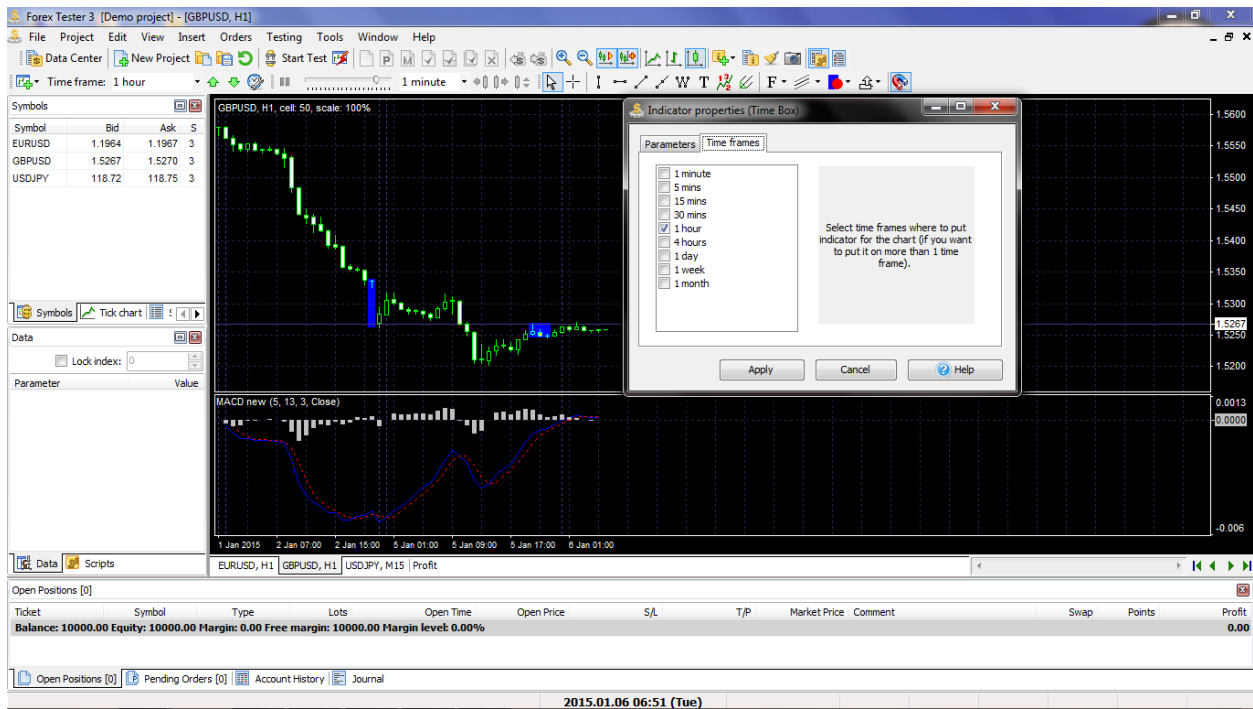 Forex Tester 3 [Demo project] - [GBPUSD, H1]
File Project Edit View Insert Orders Testing Tools Window Help
Data Center New Project Start Test
Time frame: 1 hour 1 minute
Symbols
Symbol Bid Ask S
EURUSD 1.1964 1.1967 3
GBPUSD 1.5267 1.5270 3
USDJPY 118.72 118.75 3
Symbols Tick chart
Data
Lock index: 0
Parameter Value
Data Scripts
GBPUSD, H1, cell: 50, scale: 100%
1.5600
1.5550
1.5500
1.5450
1.5400
1.5350
1.5300
1.5267
1.5250
1.5200
Indicator properties (Time Box)
Parameters Time frames
1 minute
5 mins
15 mins
30 mins
1 hour
4 hours
1 day
1 week
1 month
Select time frames where to put
indicator for the chart (if you want
to put it on more than 1 time
frame).
Apply Cancel Help
MACD new (5, 13, 3, Close)
0.0013
0.0000
-0.006
1 Jan 2015 2 Jan 07:00 2 Jan 15:00 5 Jan 01:00 5 Jan 09:00 5 Jan 17:00 6 Jan 01:00
EURUSD, H1 GBPUSD, H1 USDJPY, M15 Profit
Open Positions [0]
Ticket Symbol Type Lots Open Time Open Price S/L T/P Market Price Comment Swap Points Profit
Balance: 10000.00 Equity: 10000.00 Margin: 0.00 Free margin: 10000.00 Margin level: 0.00% 0.00
Open Positions [0] Pending Orders [0] Account History Journal
2015.01.06 06:51 (Tue)